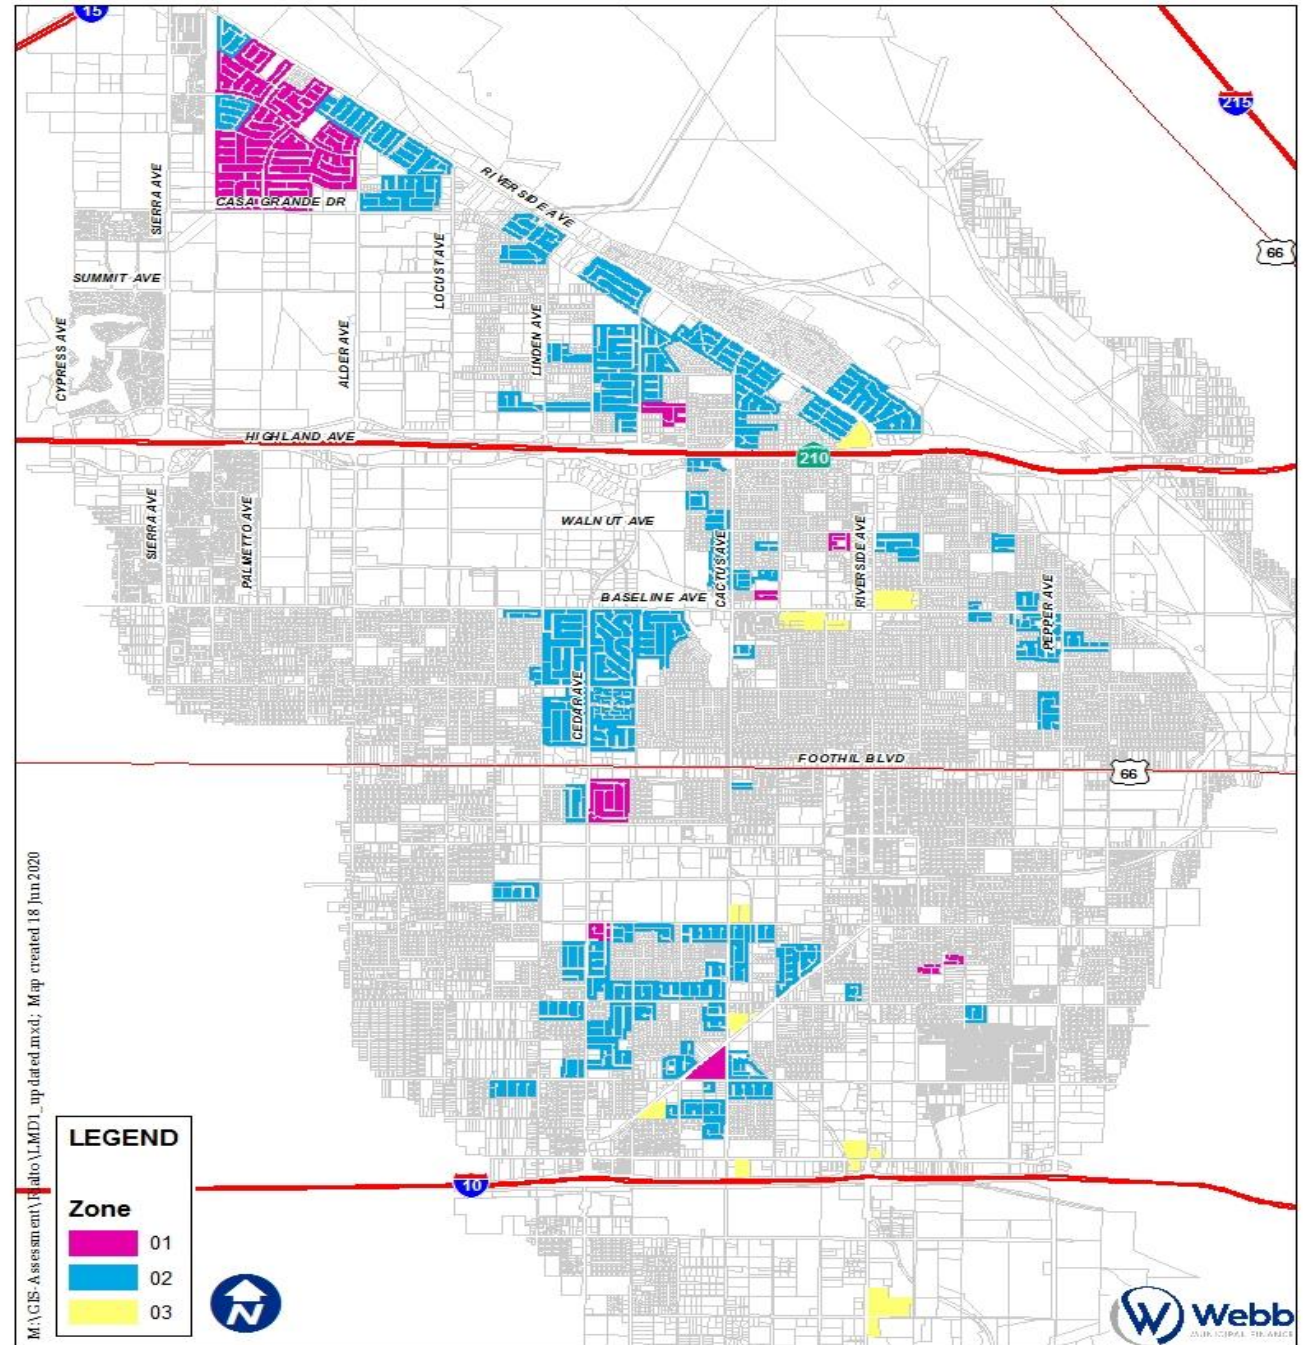 15
215
RIVERSIDE AVE
SIERRA AVE
CASA GRANDE DR
66
SUMMIT AVE
LOCUST AVE
LINDEN AVE
CYPRESS AVE
ALDER AVE
HIGHLAND AVE
210
SIERRA AVE
PALMETTO AVE
WALNUT AVE
CACTUS AVE
RIVERSIDE AVE
BASELINE AVE
PEPPER AVE
CEDAR AVE
FOOTHIL BLVD
66
M:\GIS-Assessment\Rialto\LMD1_updated.mxd; Map created 18 Jun 2020
LEGEND
10
Zone
01
02
03
N
W Webb
MUNICIPAL FINANCE